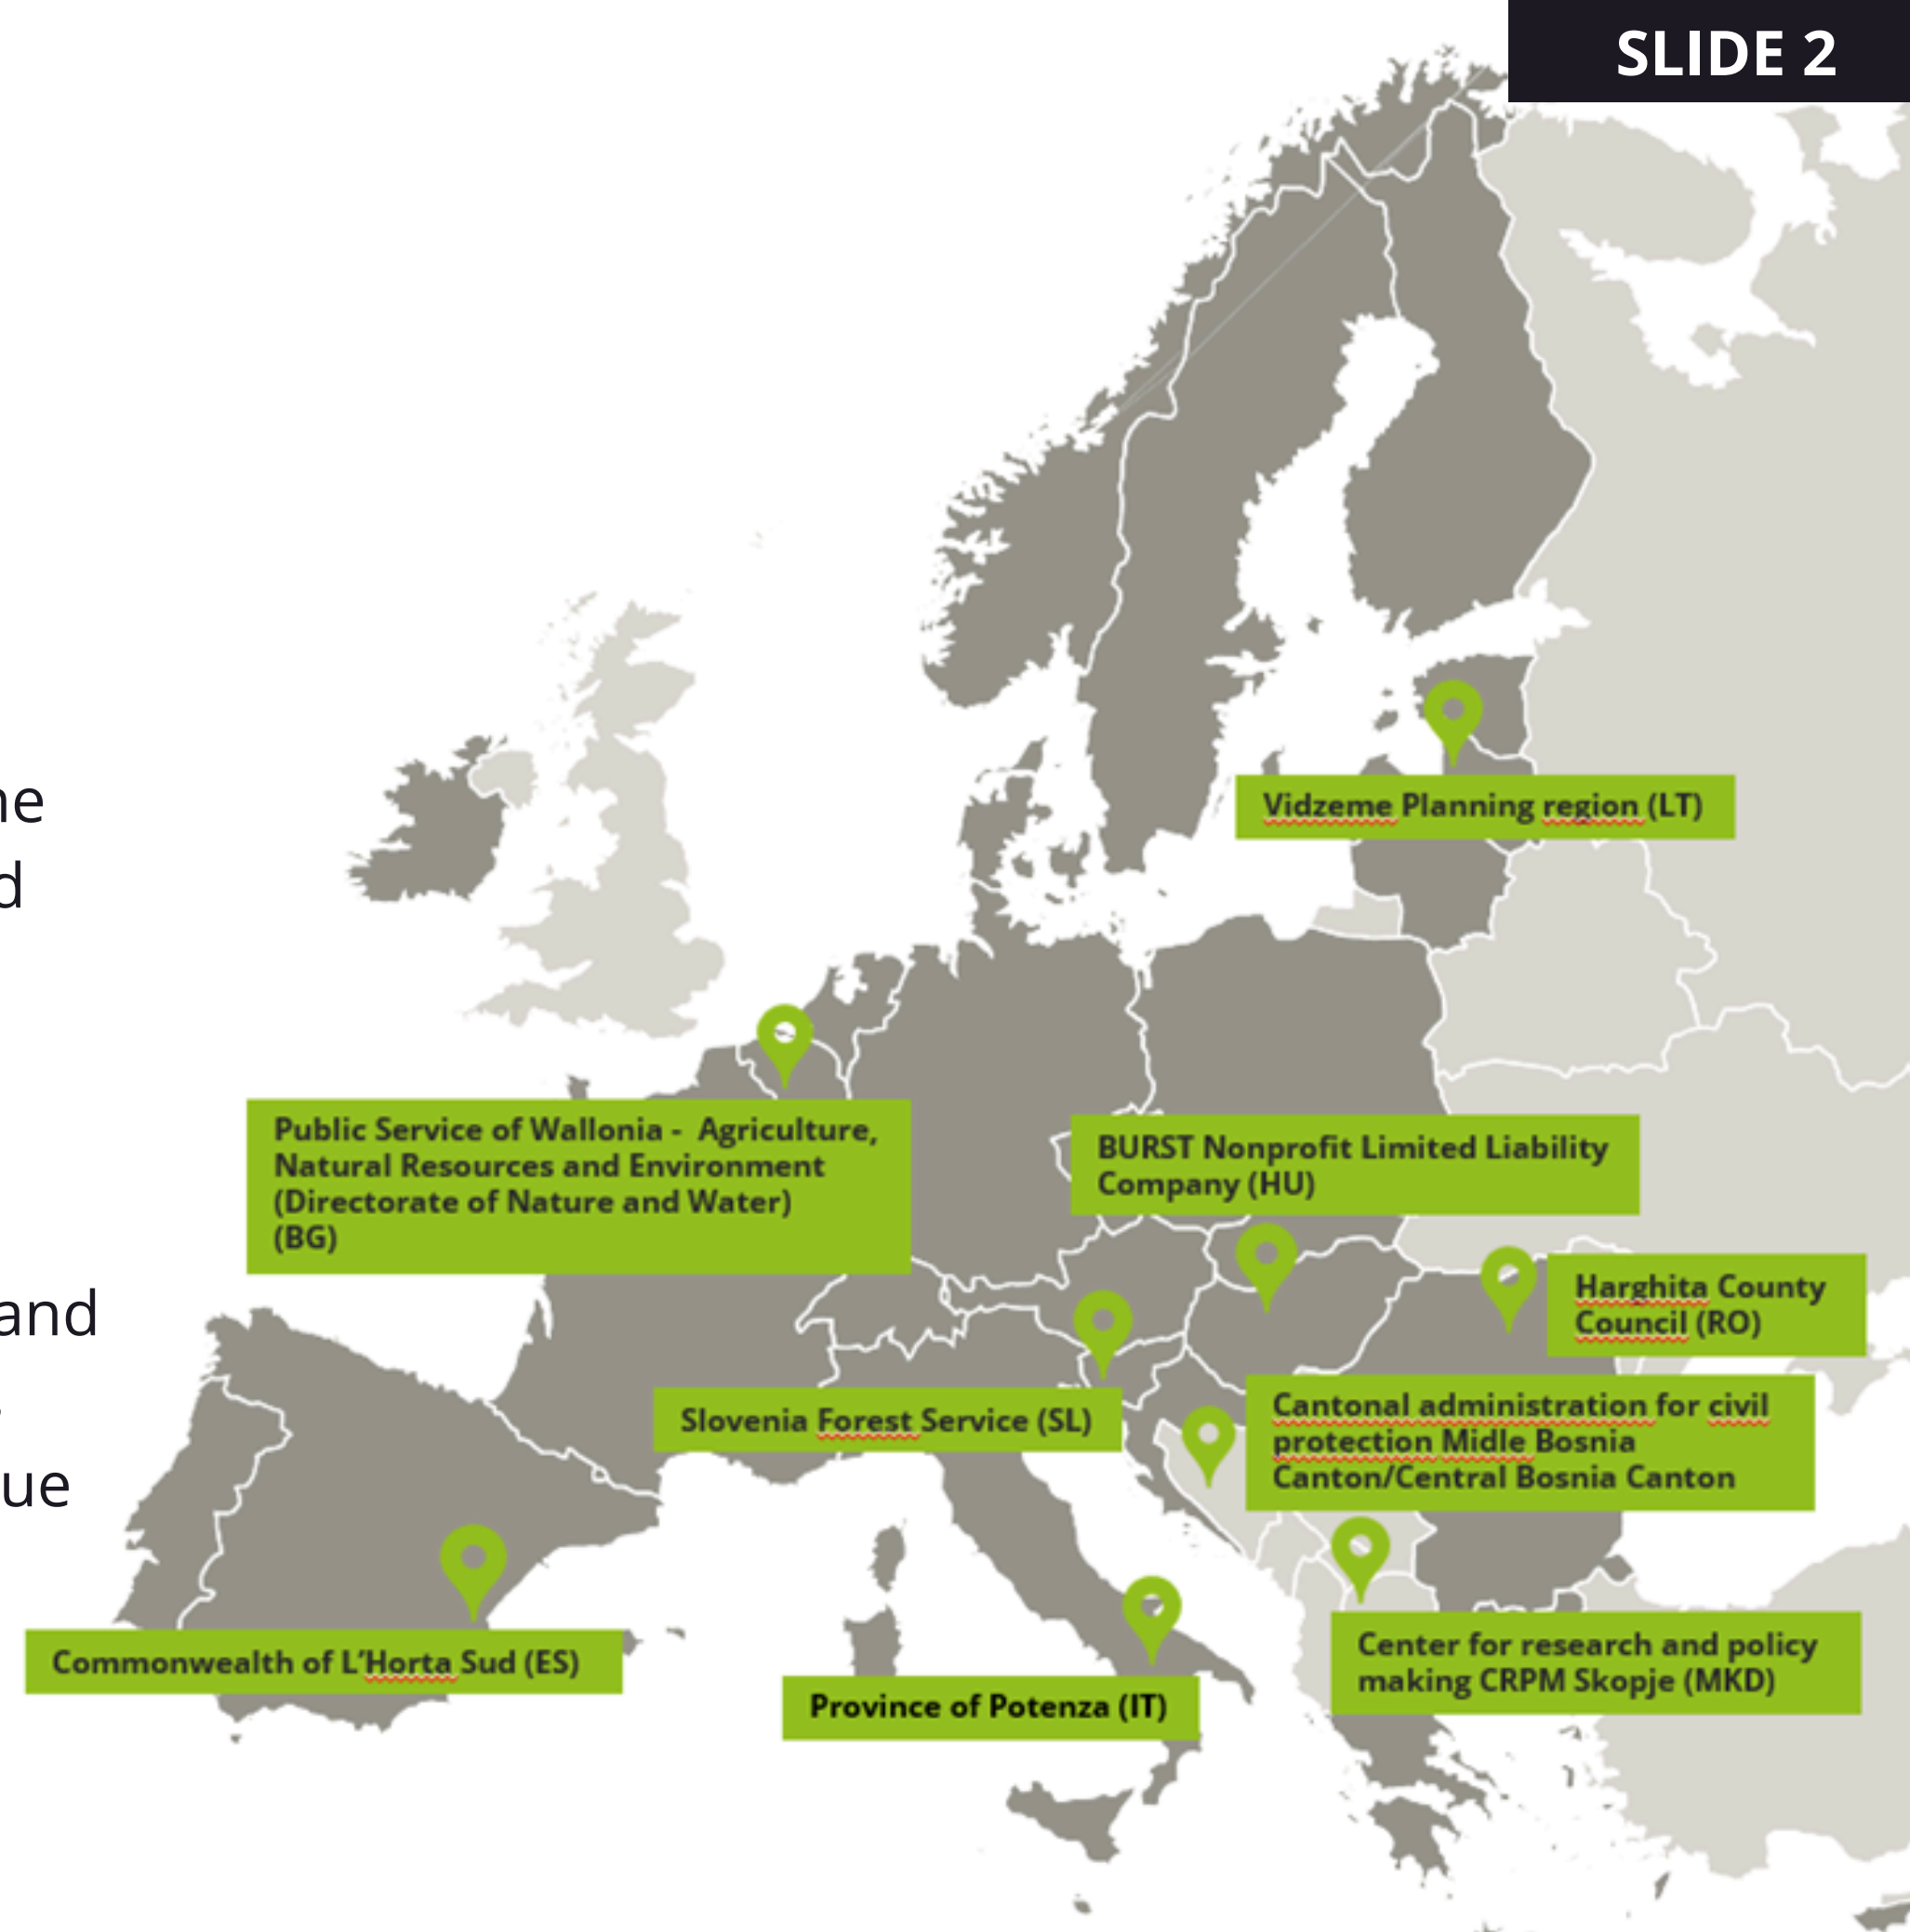 SLIDE 2
ne
d
and
ue
Vidzeme Planning region (LT)
Public Service of Wallonia -  Agriculture,
Natural Resources and Environment
(Directorate of Nature and Water)
(BG)
BURST Nonprofit Limited Liability
Company (HU)
Harghita County
Council (RO)
Slovenia Forest Service (SL)
Cantonal administration for civil
protection Midle Bosnia
Canton/Central Bosnia Canton
Commonwealth of L’Horta Sud (ES)
Province of Potenza (IT)
Center for research and policy
making CRPM Skopje (MKD)